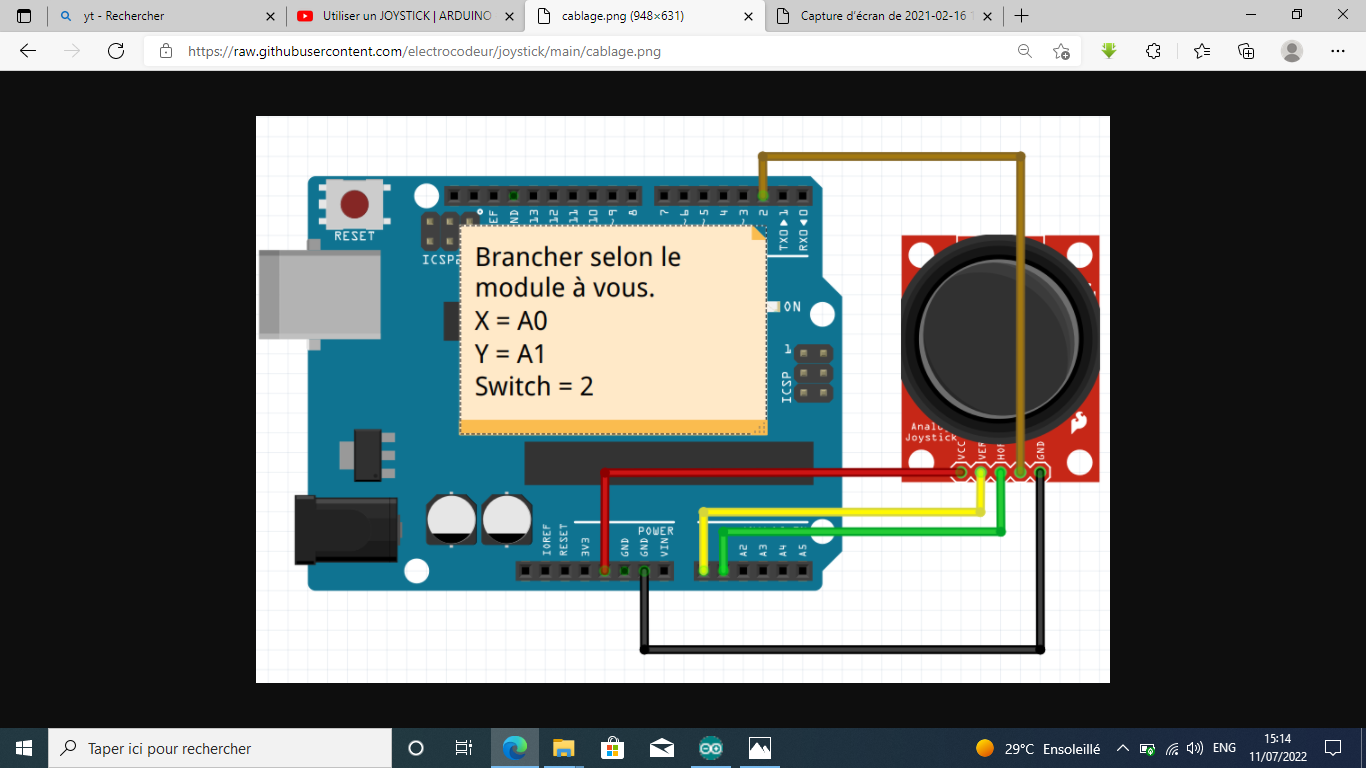 yt - Rechercher
Utiliser un JOYSTICK | ARDUINO
cablage.png (948×631)
Capture d'écran de 2021-02-16 1
https://raw.githubusercontent.com/electrocodeur/joystick/main/cablage.png
RESET
ICSP2
13
12
11
10
~9
8
7
~6
~5
4
~3
2
TX0▶1
RX0◀0
Brancher selon le
module à vous.
X = A0
Y = A1
Switch = 2
ON
1
ICSP
Analog
Joystick
VCC
VER
HOR
GND
IOREF
RESET
3V3
GND
GND
VIN
POWER
A2
A3
A4
A5
Taper ici pour rechercher
29°C Ensoleillé
ENG
15:14
11/07/2022